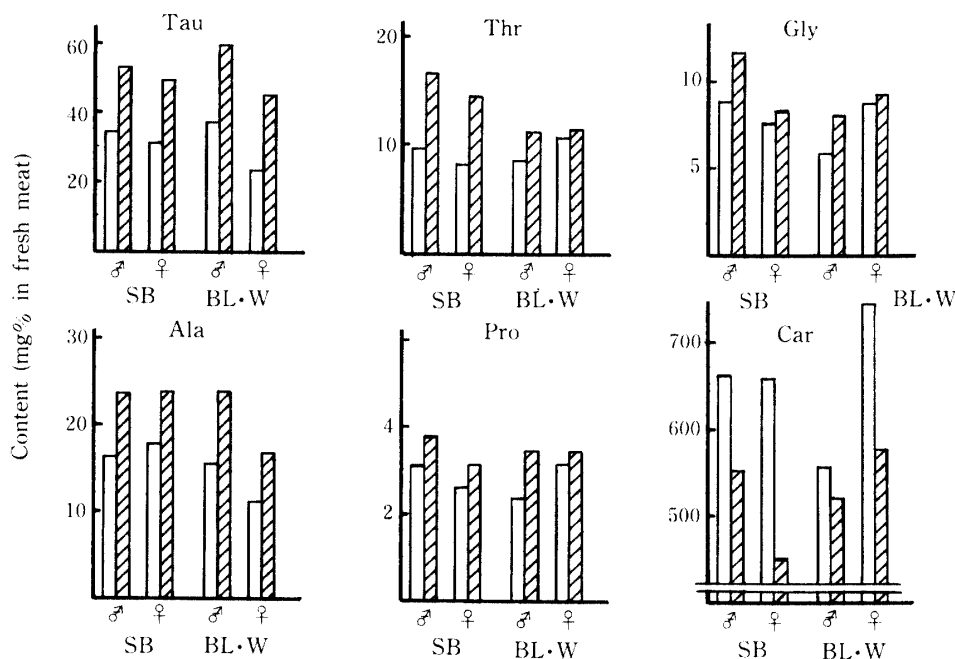 Content (mg% in fresh meat)
Tau
60
40
20
♂ ♀ ♂ ♀
SB BL·W
Thr
20
10
♂ ♀ ♂ ♀
SB BL·W
Gly
10
5
♂ ♀ ♂ ♀
SB BL·W
Ala
30
20
10
♂ ♀ ♂ ♀
SB BL·W
Pro
4
2
♂ ♀ ♂ ♀
SB BL·W
Car
700
600
500
♂ ♀ ♂ ♀
SB BL·W